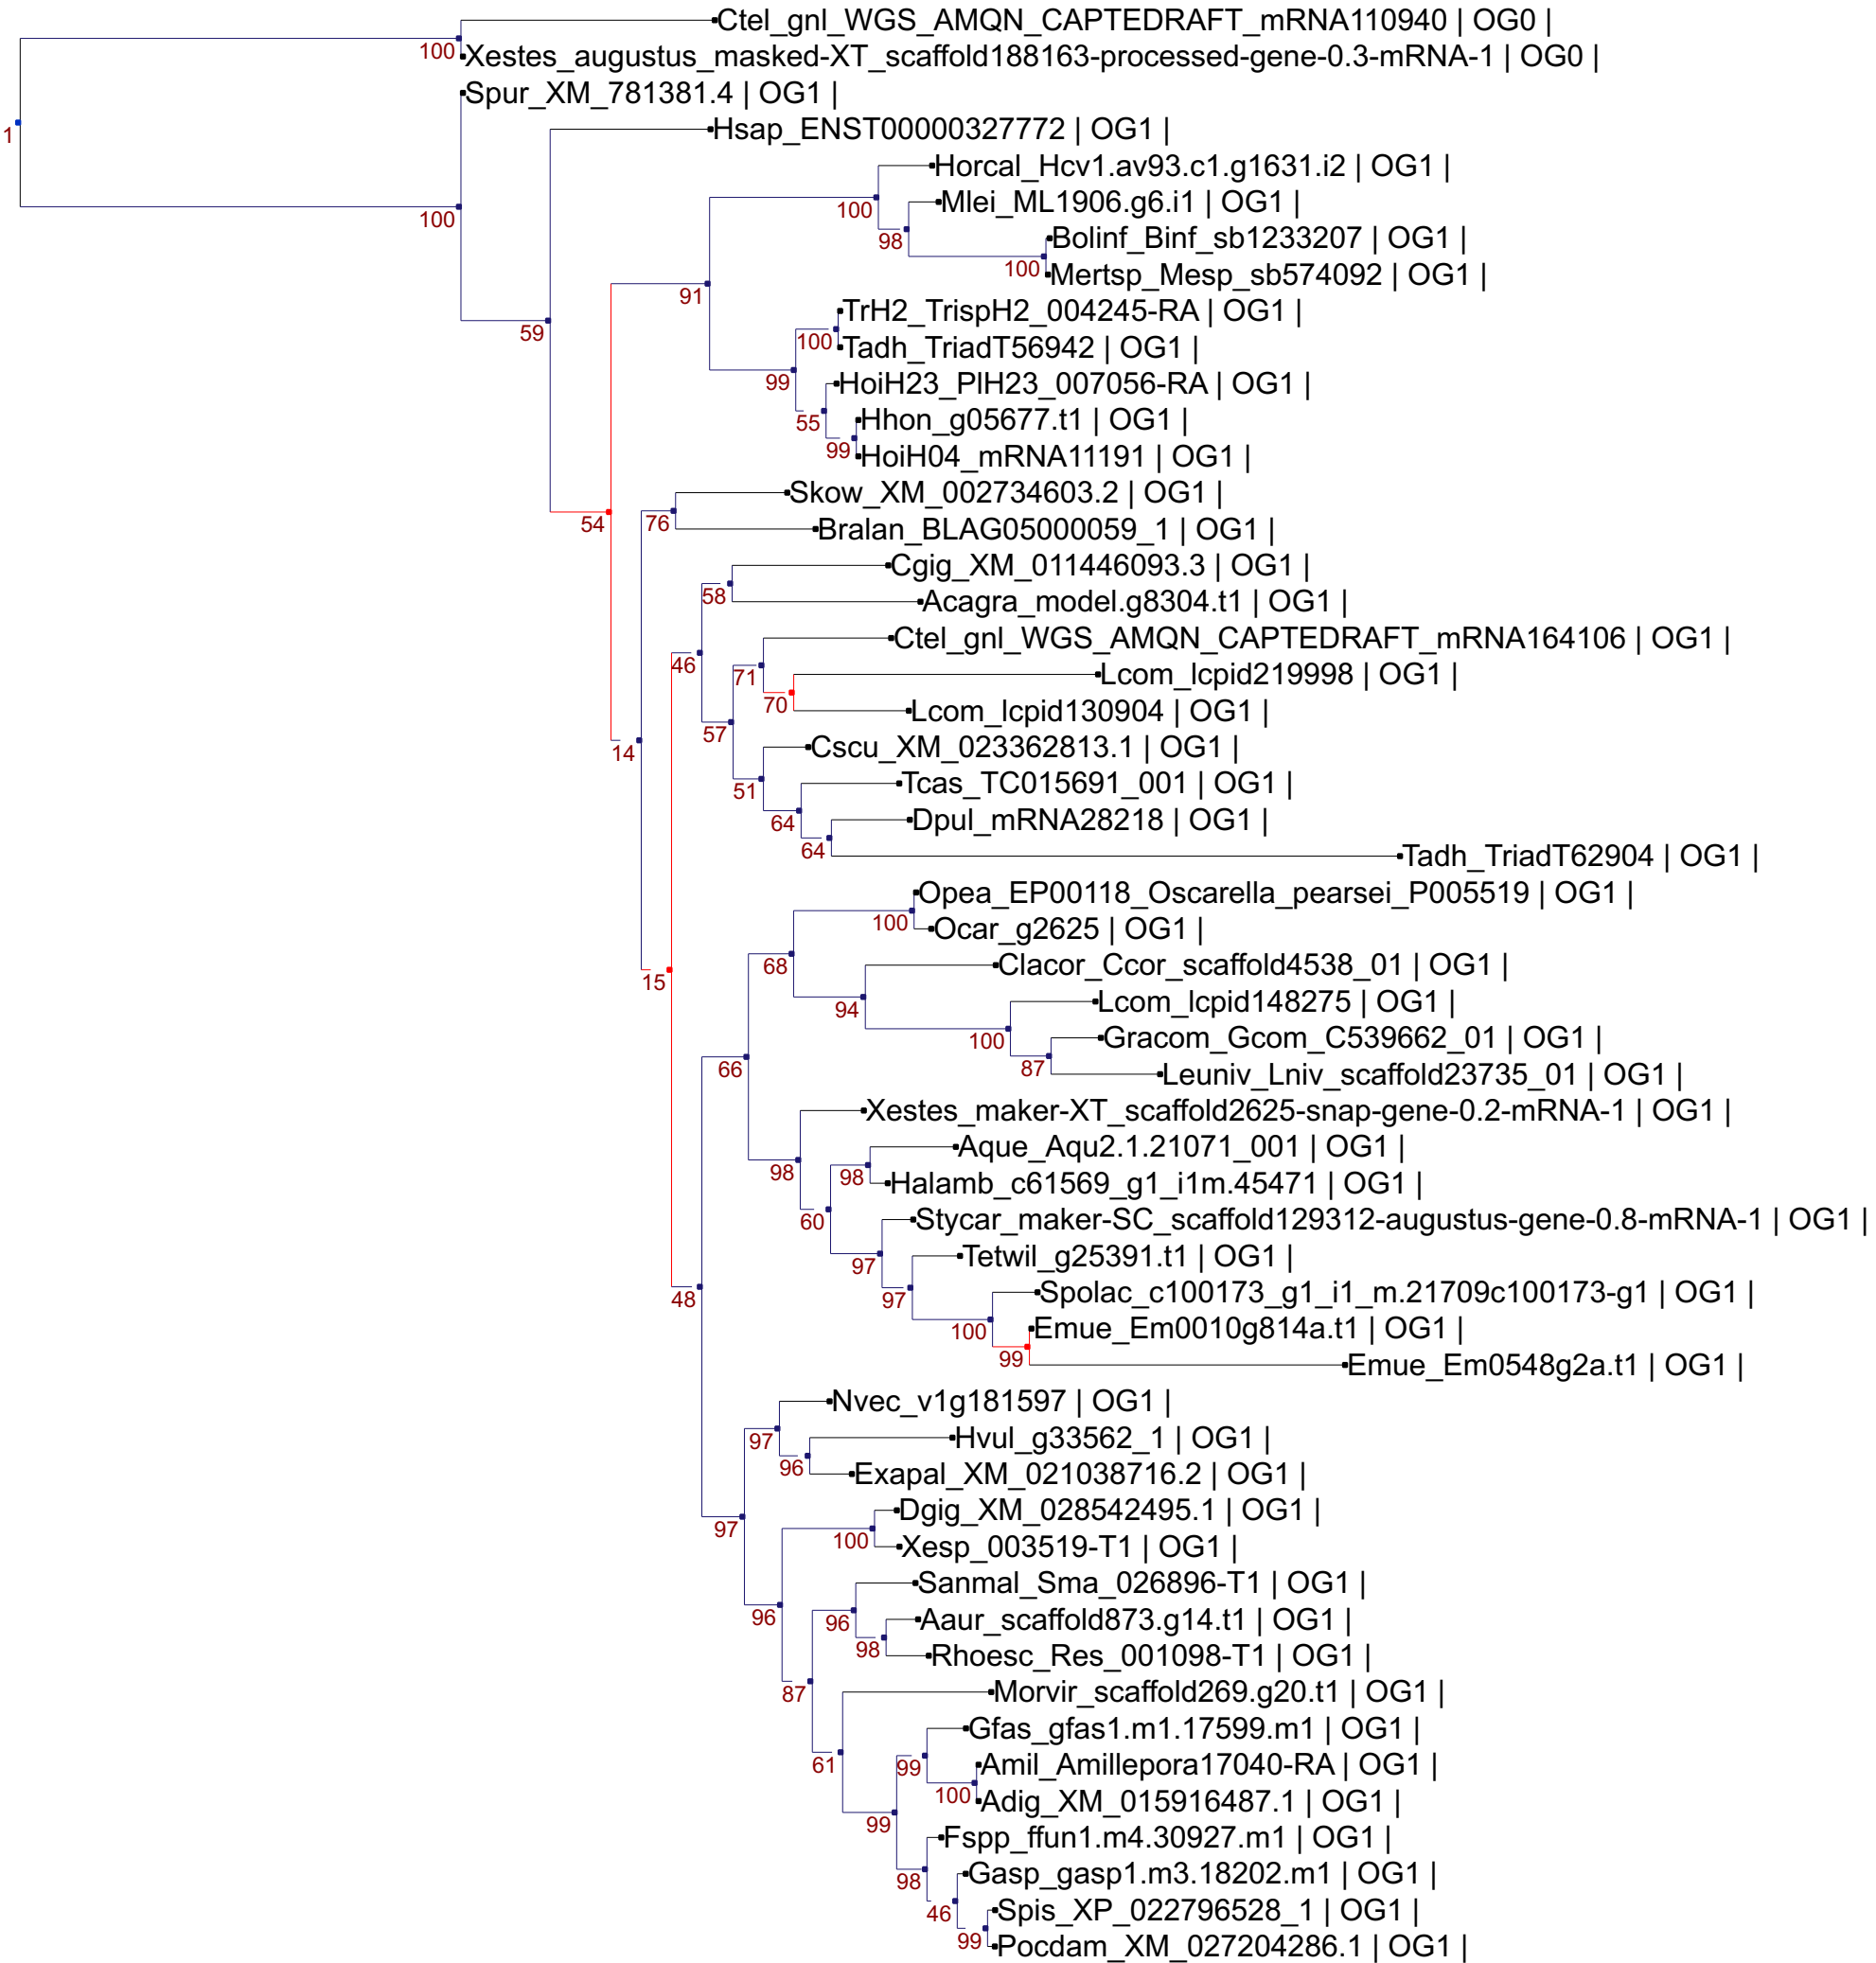 Ctel_gnl_WGS_AMQN_CAPTEDRAFT_mRNA110940 | OG0 |
100
Xestes_augustus_masked-XT_scaffold188163-processed-gene-0.3-mRNA-1 | OG0 |
Spur_XM_781381.4 | OG1 |
1
Hsap_ENST00000327772 | OG1 |
Horcal_Hcv1.av93.c1.g1631.i2 | OG1 |
100
Mlei_ML1906.g6.i1 | OG1 |
100
98
Bolinf_Binf_sb1233207 | OG1 |
100
Mertsp_Mesp_sb574092 | OG1 |
91
TrH2_TrispH2_004245-RA | OG1 |
59
100
Tadh_TriadT56942 | OG1 |
99
HoiH23_PlH23_007056-RA | OG1 |
55
Hhon_g05677.t1 | OG1 |
99
HoiH04_mRNA11191 | OG1 |
Skow_XM_002734603.2 | OG1 |
54
76
Bralan_BLAG05000059_1 | OG1 |
Cgig_XM_011446093.3 | OG1 |
58
Acagra_model.g8304.t1 | OG1 |
Ctel_gnl_WGS_AMQN_CAPTEDRAFT_mRNA164106 | OG1 |
46
71
Lcom_lcpid219998 | OG1 |
70
Lcom_lcpid130904 | OG1 |
57
Cscu_XM_023362813.1 | OG1 |
14
51
Tcas_TC015691_001 | OG1 |
64
Dpul_mRNA28218 | OG1 |
64
Tadh_TriadT62904 | OG1 |
Opea_EP00118_Oscarella_pearsei_P005519 | OG1 |
100
Ocar_g2625 | OG1 |
68
Clacor_Ccor_scaffold4538_01 | OG1 |
15
94
Lcom_lcpid148275 | OG1 |
100
Gracom_Gcom_C539662_01 | OG1 |
66
87
Leuniv_Lniv_scaffold23735_01 | OG1 |
Xestes_maker-XT_scaffold2625-snap-gene-0.2-mRNA-1 | OG1 |
Aque_Aqu2.1.21071_001 | OG1 |
98
98
Halamb_c61569_g1_i1m.45471 | OG1 |
60
Stycar_maker-SC_scaffold129312-augustus-gene-0.8-mRNA-1 | OG1 |
Tetwil_g25391.t1 | OG1 |
97
Spolac_c100173_g1_i1_m.21709c100173-g1 | OG1 |
48
97
Emue_Em0010g814a.t1 | OG1 |
100
99
Emue_Em0548g2a.t1 | OG1 |
Nvec_v1g181597 | OG1 |
97
Hvul_g33562_1 | OG1 |
96
Exapal_XM_021038716.2 | OG1 |
Dgig_XM_028542495.1 | OG1 |
97
100
Xesp_003519-T1 | OG1 |
Sanmal_Sma_026896-T1 | OG1 |
96
96
Aaur_scaffold873.g14.t1 | OG1 |
98
Rhoesc_Res_001098-T1 | OG1 |
87
Morvir_scaffold269.g20.t1 | OG1 |
Gfas_gfas1.m1.17599.m1 | OG1 |
61
99
Amil_Amillepora17040-RA | OG1 |
100
Adig_XM_015916487.1 | OG1 |
99
Fspp_ffun1.m4.30927.m1 | OG1 |
98
Gasp_gasp1.m3.18202.m1 | OG1 |
46
Spis_XP_022796528_1 | OG1 |
99
Pocdam_XM_027204286.1 | OG1 |